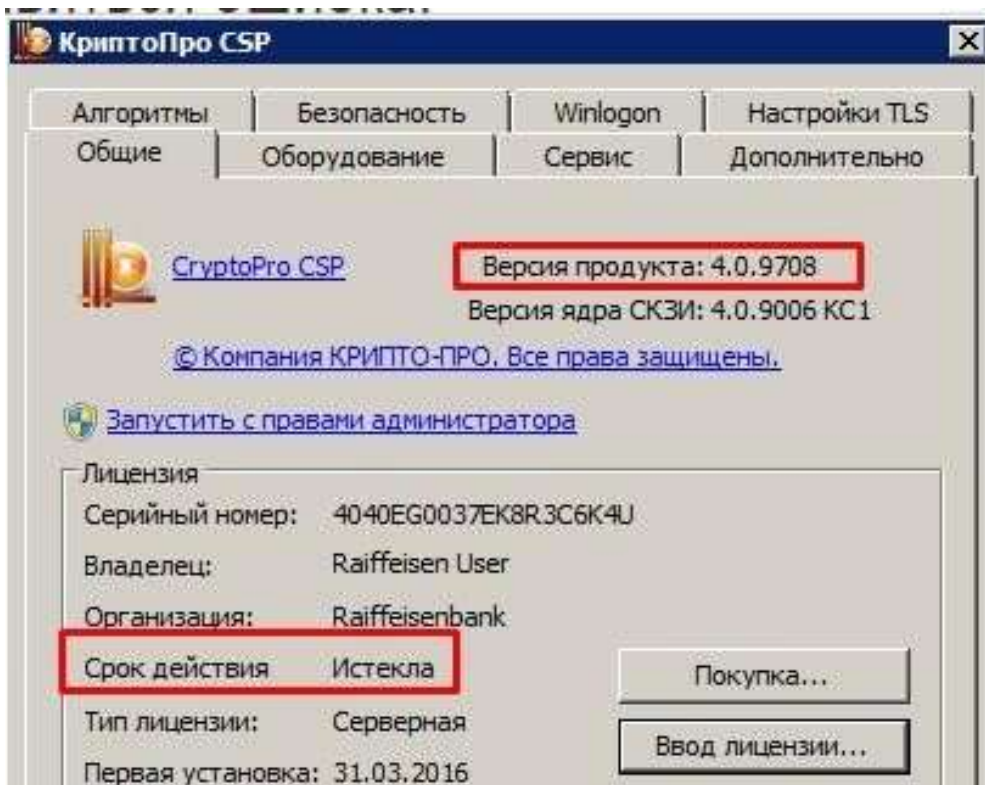 КриптоПро CSP
Алгоритмы Безопасность Winlogon Настройки TLS
Общие Оборудование Сервис Дополнительно
CryptoPro CSP
Версия продукта: 4.0.9708
Версия ядра СКЗИ: 4.0.9006 КС1
© Компания КРИПТО-ПРО. Все права защищены.
Запустить с правами администратора
Лицензия
Серийный номер: 4040EG0037EK8R3C6K4U
Владелец: Raiffeisen User
Организация: Raiffeisenbank
Срок действия Истекла
Покупка...
Тип лицензии: Серверная
Ввод лицензии...
Первая установка: 31.03.2016